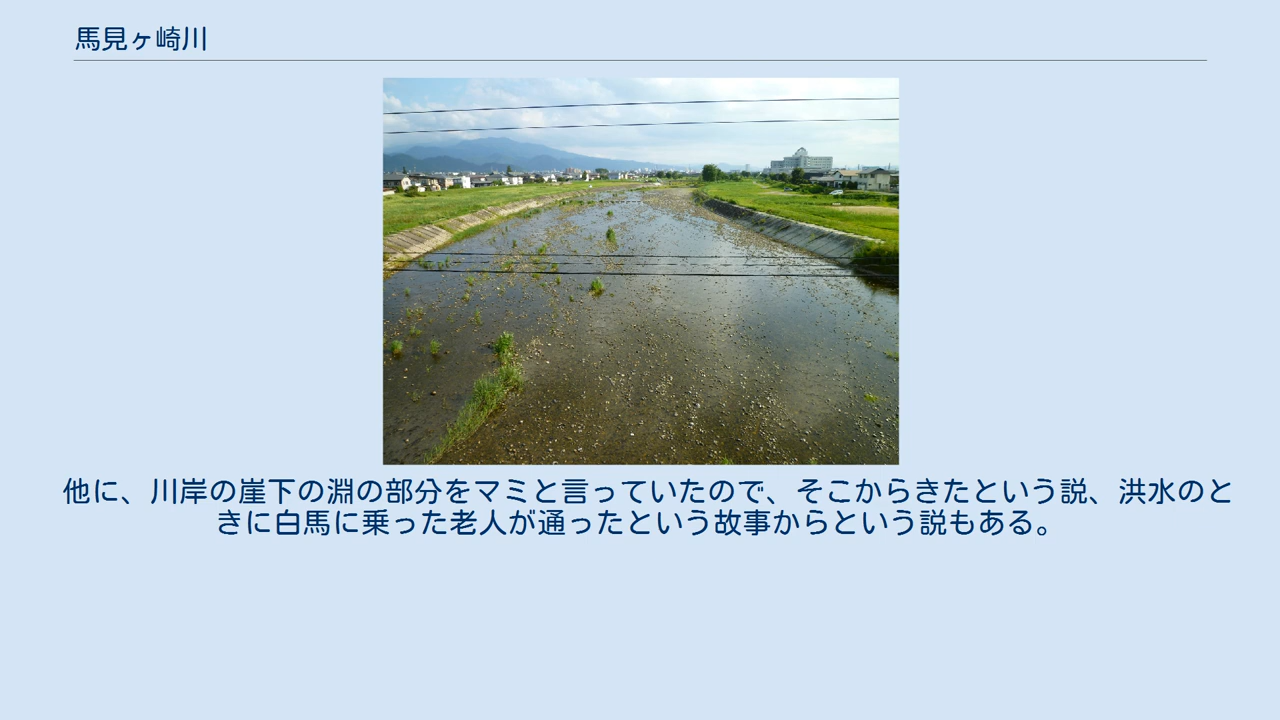 馬見ヶ崎川
他に、川岸の崖下の淵の部分をマミと言っていたので、そこからきたという説、洪水のと
きに白馬に乗った老人が通ったという故事からという説もある。